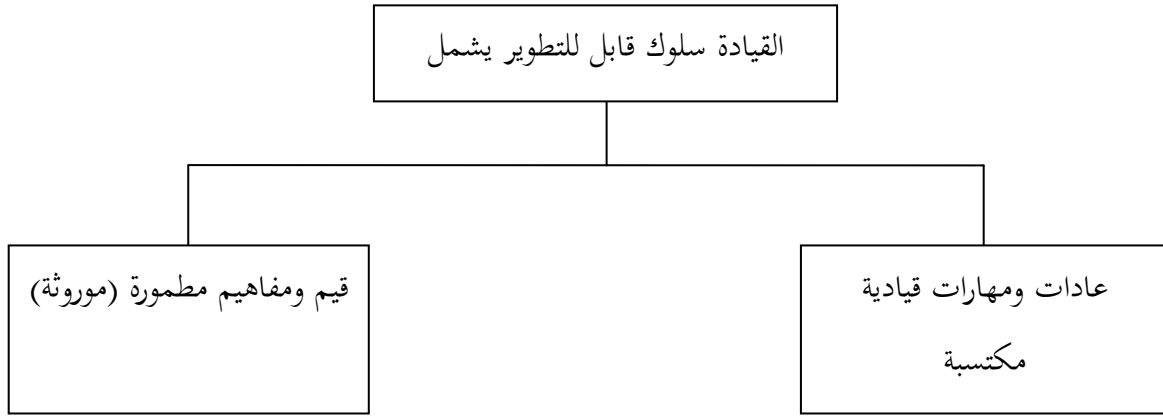 القيادة سلوك قابل للتطوير يشمل
عادات ومهارات قيادية
مكتسبة
قيم ومفاهيم مطمورة (موروثة)